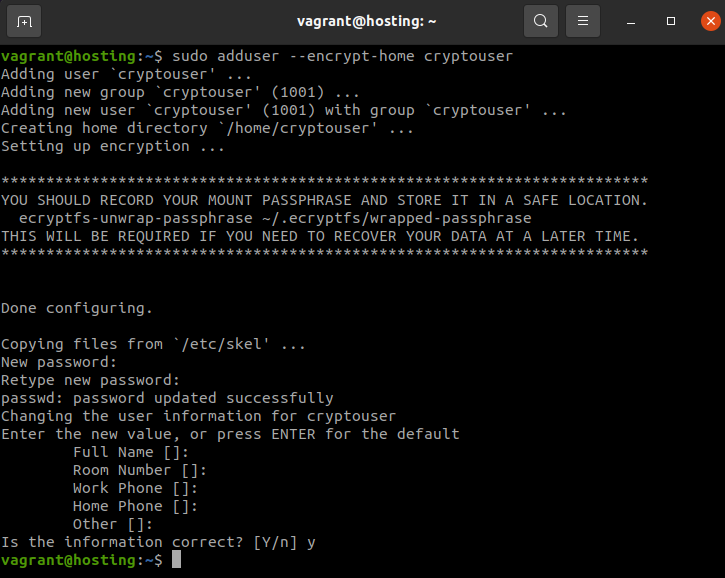 vagrant@hosting: ~
vagrant@hosting:~$ sudo adduser --encrypt-home cryptouser
Adding user `cryptouser' ...
Adding new group `cryptouser' (1001) ...
Adding new user `cryptouser' (1001) with group `cryptouser' ...
Creating home directory `/home/cryptouser' ...
Setting up encryption ...
************************************************************************
YOU SHOULD RECORD YOUR MOUNT PASSPHRASE AND STORE IT IN A SAFE LOCATION.
  ecryptfs-unwrap-passphrase ~/.ecryptfs/wrapped-passphrase
THIS WILL BE REQUIRED IF YOU NEED TO RECOVER YOUR DATA AT A LATER TIME.
************************************************************************
Done configuring.
Copying files from `/etc/skel' ...
New password:
Retype new password:
passwd: password updated successfully
Changing the user information for cryptouser
Enter the new value, or press ENTER for the default
        Full Name []:
        Room Number []:
        Work Phone []:
        Home Phone []:
        Other []:
Is the information correct? [Y/n] y
vagrant@hosting:~$